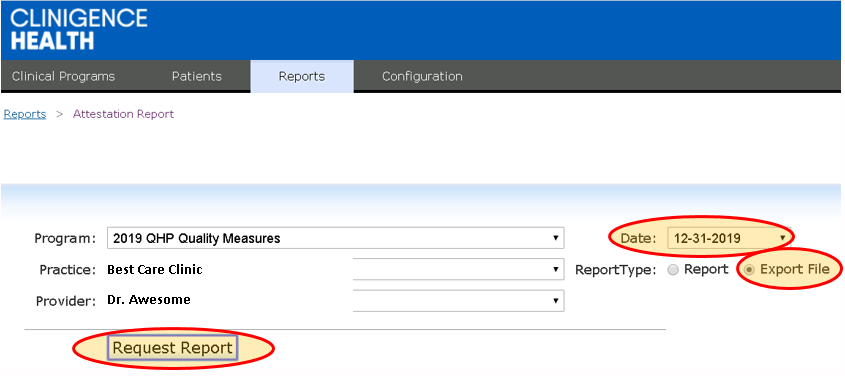 CLINIGENCE
HEALTH
Clinical Programs Patients Reports Configuration
Reports > Attestation Report
Program: 2019 QHP Quality Measures Date: 12-31-2019
Practice: Best Care Clinic ReportType: Report Export File
Provider: Dr. Awesome
Request Report